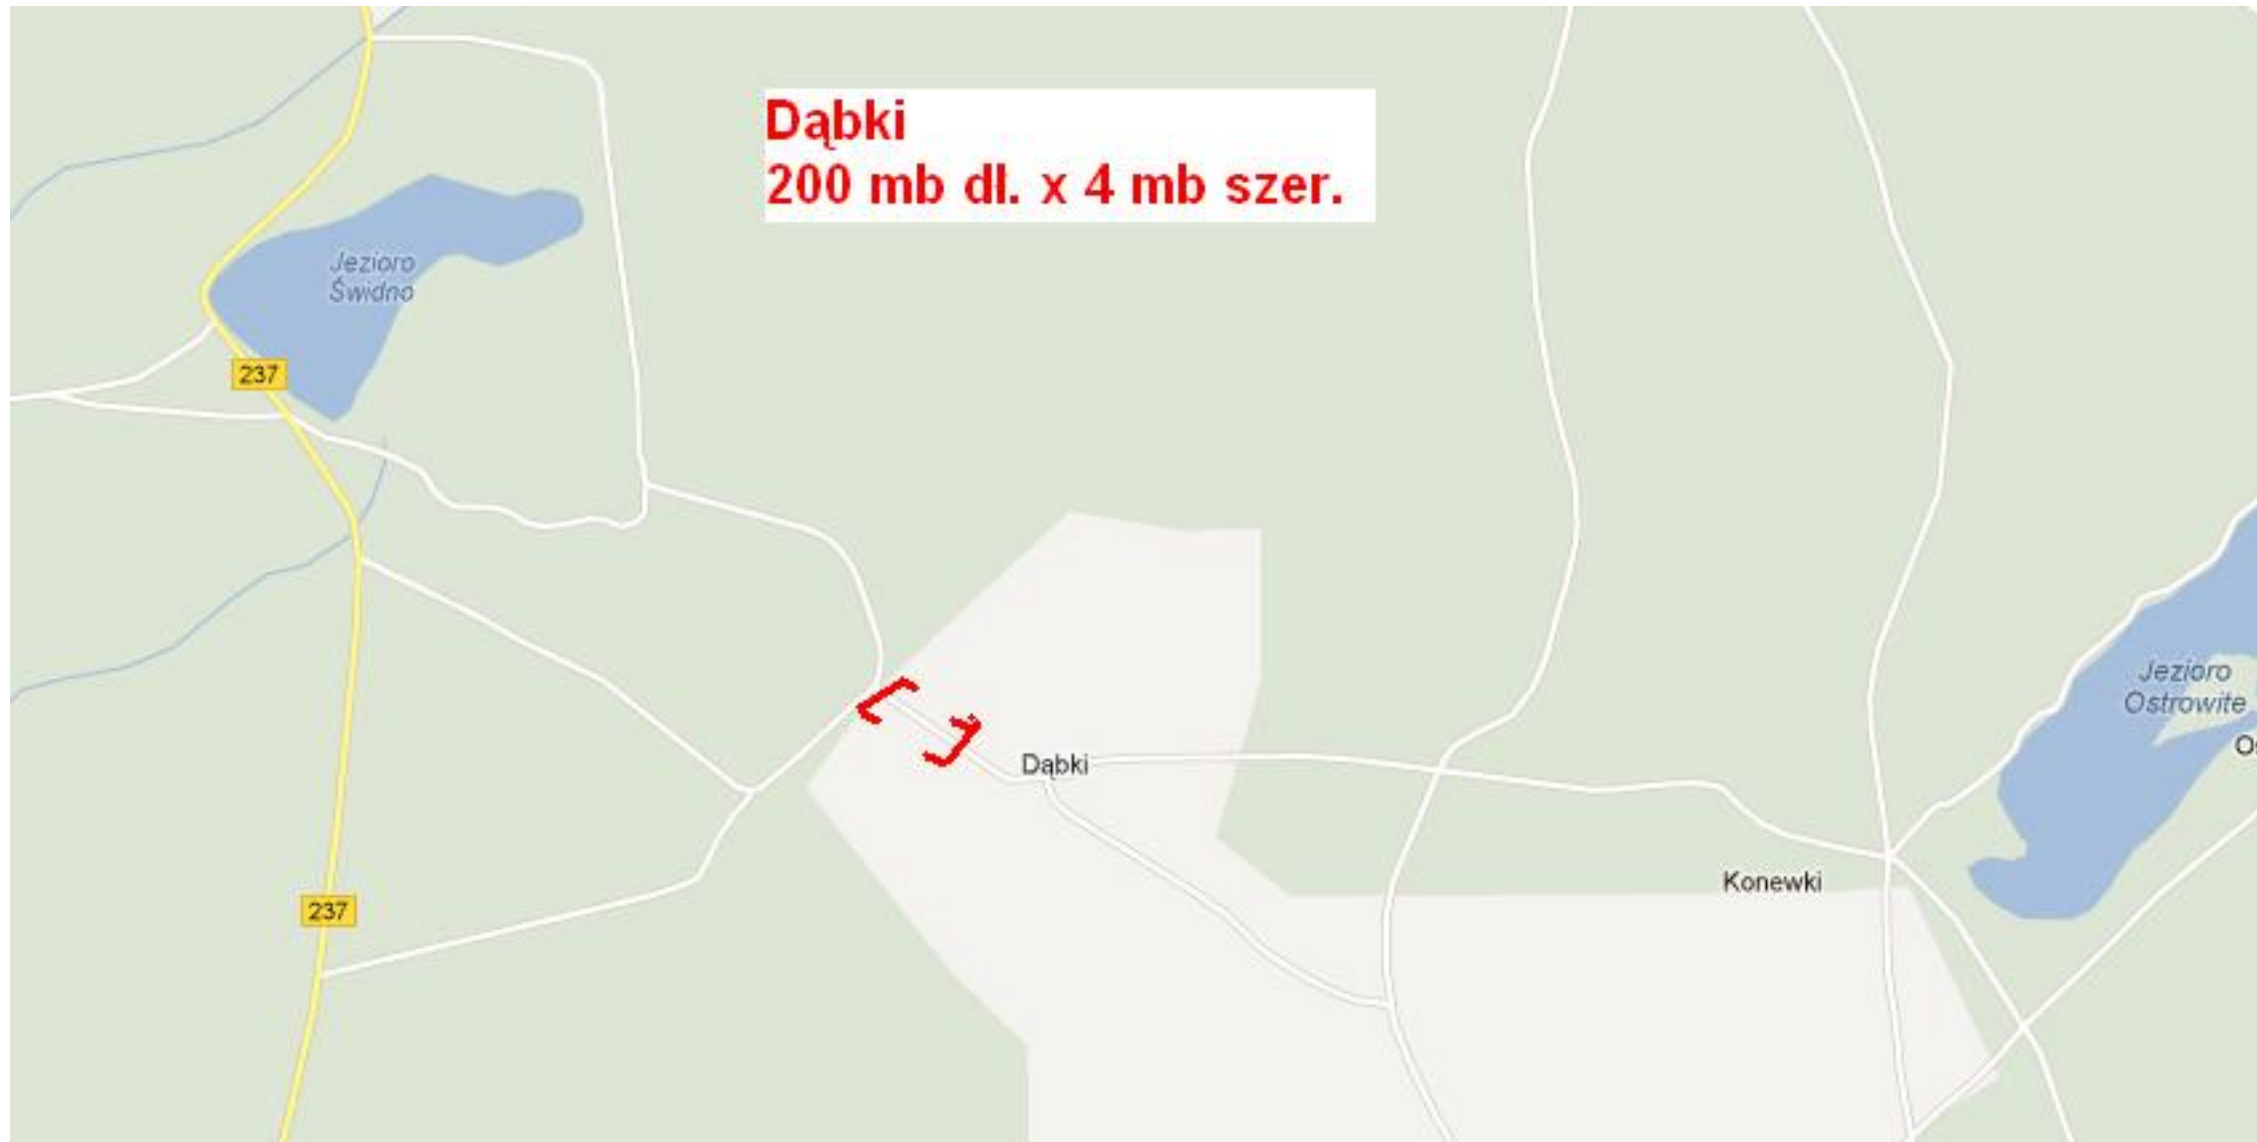 Dąbki
200 mb dł. x 4 mb szer.
Jezioro
Świdno
237
Jezioro
Ostrowite
Dąbki
Konewki
237